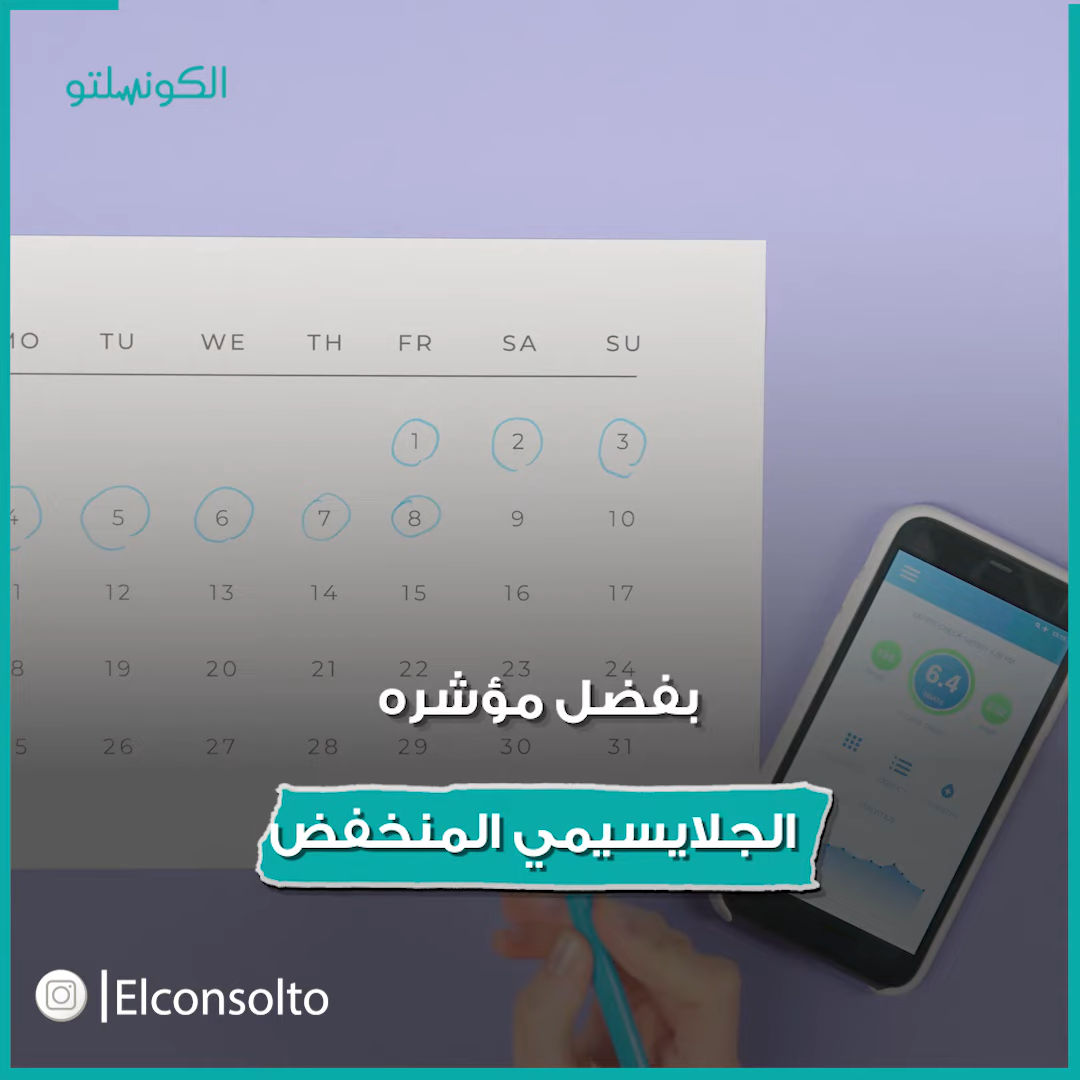 الكونسلتو
TU WE TH FR SA SU
1 2 3
5 6 7 8 9 10
12 13 14 15 16 17
19 20 21 22 23 24
26 27 28 29 30 31
6.4
بفضل مؤشره
الجلايسيمي المنخفض
Elconsolto